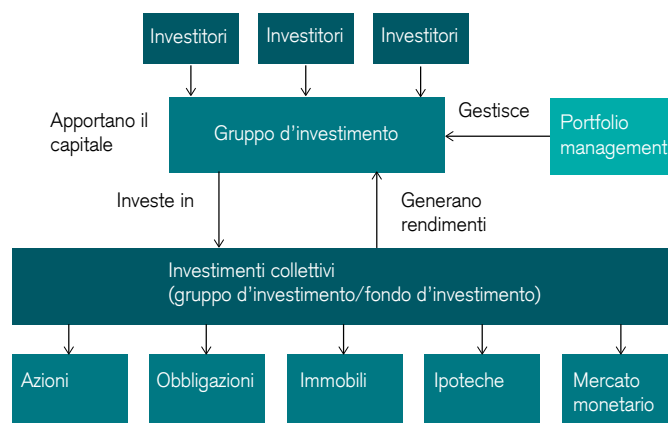 Investitori
Investitori
Investitori
Apportano il
capitale
Gruppo d'investimento
Gestisce
Portfolio
management
Investe in
Generano
rendimenti
Investimenti collettivi
(gruppo d'investimento/fondo d'investimento)
Azioni
Obbligazioni
Immobili
Ipoteche
Mercato
monetario